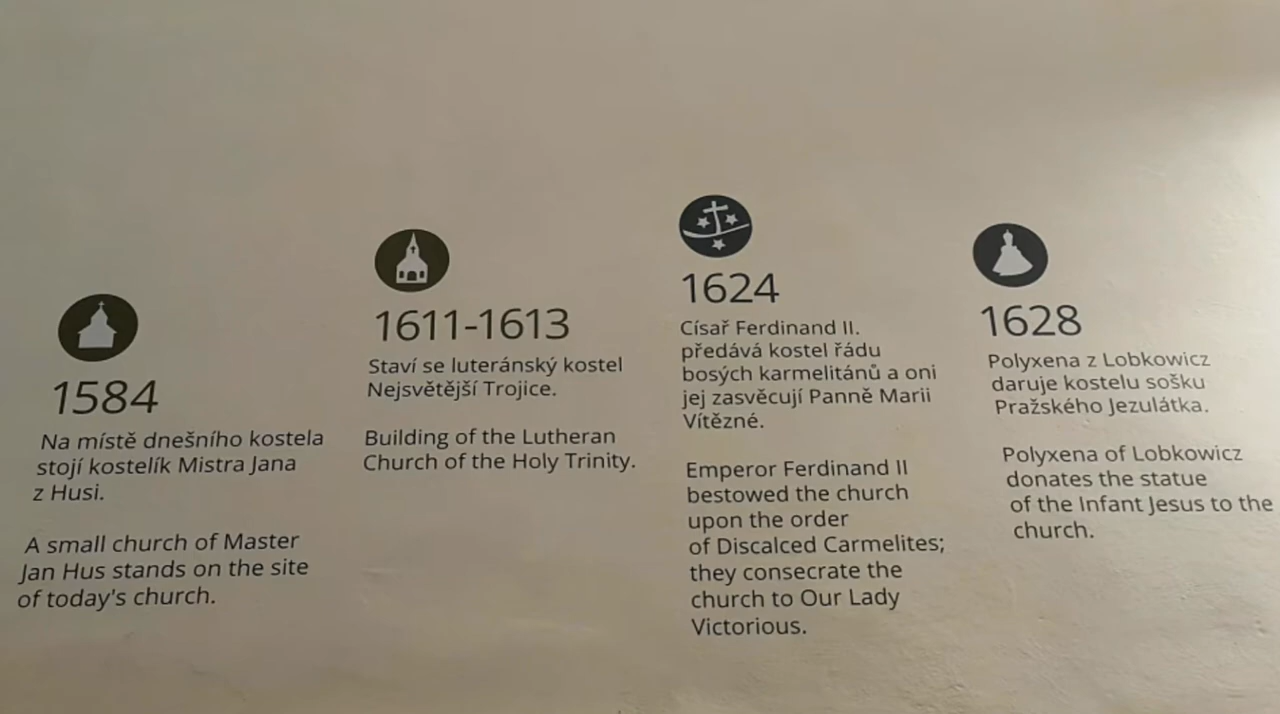 1584
Na místě dnešního kostela
stojí kostelík Mistra Jana
z Husi.
A small church of Master
Jan Hus stands on the site
of today's church.
1611-1613
Staví se luteránský kostel
Nejsvětější Trojice.
Building of the Lutheran
Church of the Holy Trinity.
1624
Císař Ferdinand II.
předává kostel řádu
bosých karmelitánů a oni
jej zasvěcují Panně Marii
Vítězné.
Emperor Ferdinand II
bestowed the church
upon the order
of Discalced Carmelites;
they consecrate the
church to Our Lady
Victorious.
1628
Polyxena z Lobkowicz
daruje kostelu sošku
Pražského Jezulátka.
Polyxena of Lobkowicz
donates the statue
of the Infant Jesus to the
church.